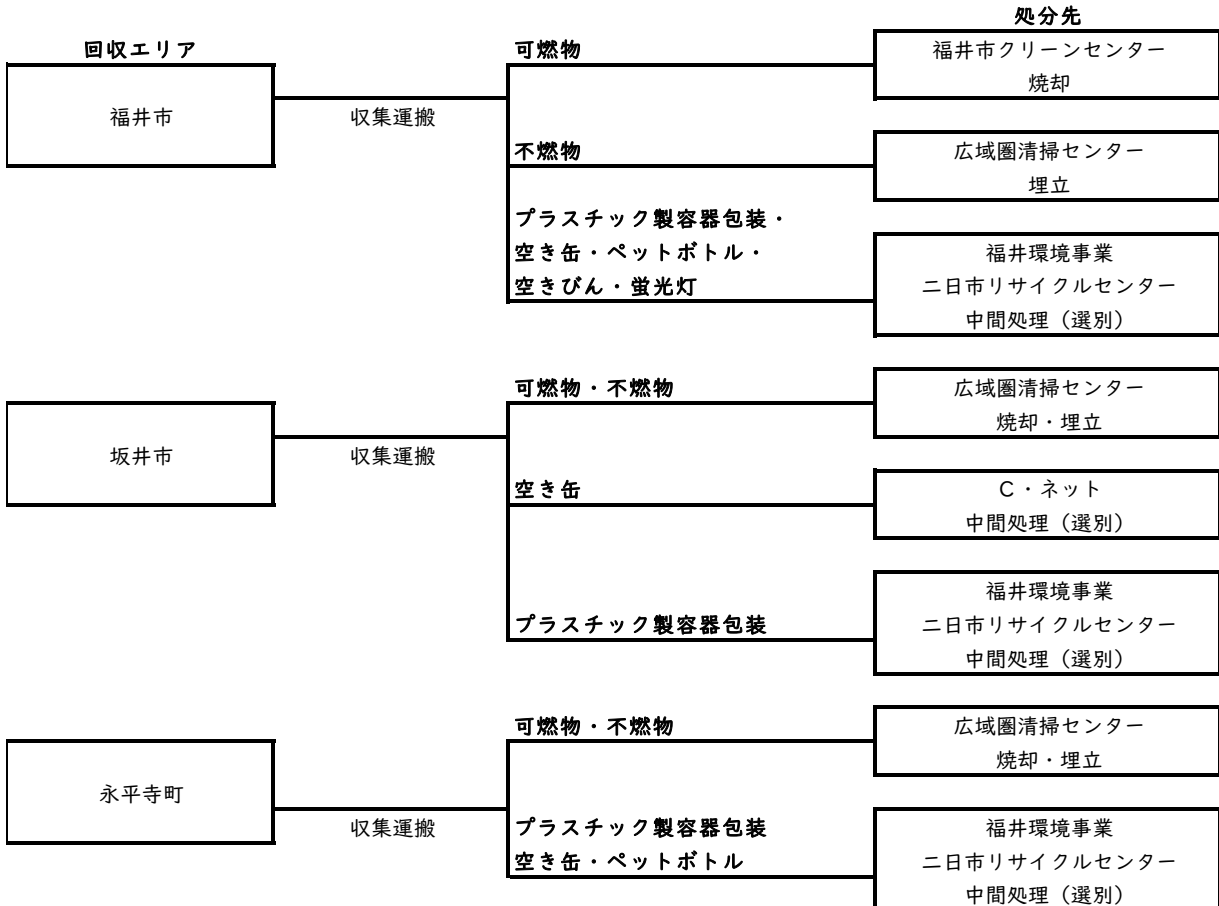 処分先
回収エリア
可燃物
福井市クリーンセンター
焼却
福井市
収集運搬
不燃物
広域圏清掃センター
埋立
プラスチック製容器包装・
空き缶・ペットボトル・
空きびん・蛍光灯
福井環境事業
二日市リサイクルセンター
中間処理（選別）
可燃物・不燃物
広域圏清掃センター
焼却・埋立
坂井市
収集運搬
空き缶
C・ネット
中間処理（選別）
プラスチック製容器包装
福井環境事業
二日市リサイクルセンター
中間処理（選別）
可燃物・不燃物
広域圏清掃センター
焼却・埋立
永平寺町
収集運搬
プラスチック製容器包装
空き缶・ペットボトル
福井環境事業
二日市リサイクルセンター
中間処理（選別）